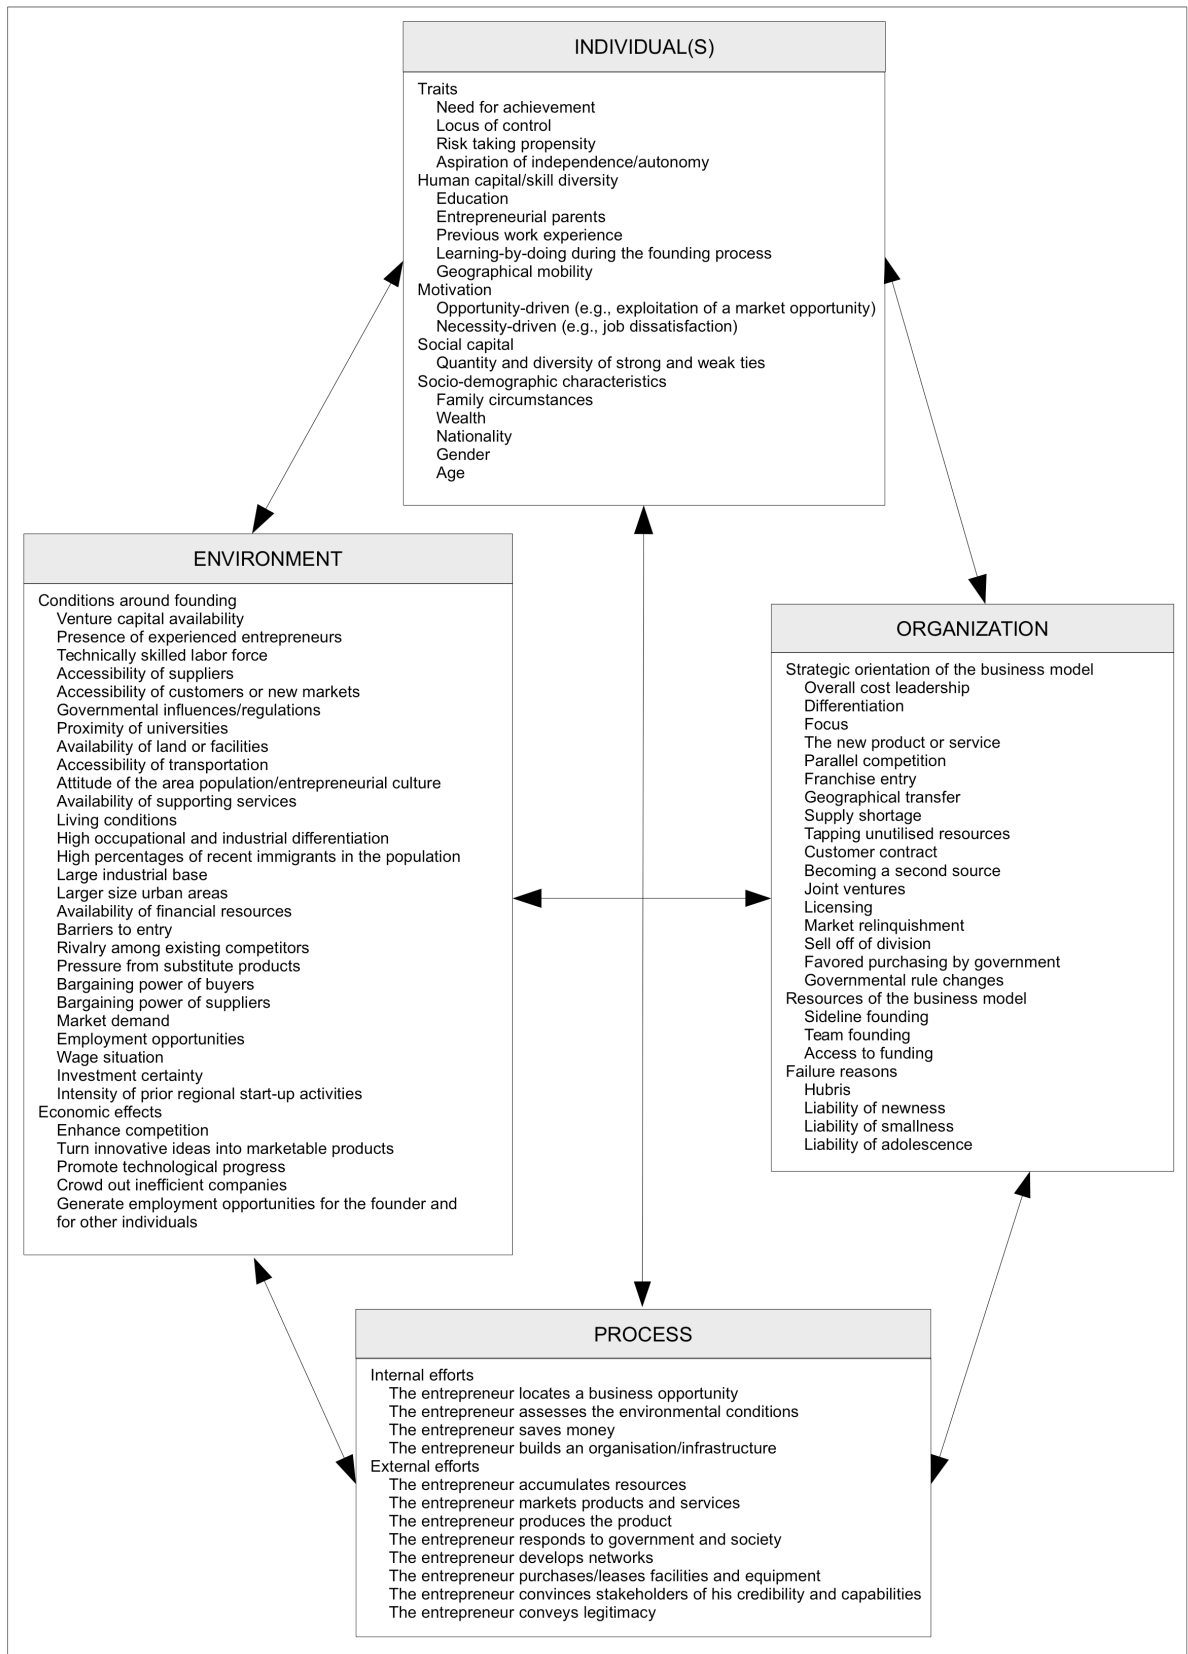 INDIVIDUAL(S)
Traits
Need for achievement
Locus of control
Risk taking propensity
Aspiration of independence/autonomy
Human capital/skill diversity
Education
Entrepreneurial parents
Previous work experience
Learning-by-doing during the founding process
Geographical mobility
Motivation
Opportunity-driven (e.g., exploitation of a market opportunity)
Necessity-driven (e.g., job dissatisfaction)
Social capital
Quantity and diversity of strong and weak ties
Socio-demographic characteristics
Family circumstances
Wealth
Nationality
Gender
Age
ENVIRONMENT
Conditions around founding
Venture capital availability
Presence of experienced entrepreneurs
Technically skilled labor force
Accessibility of suppliers
Accessibility of customers or new markets
Governmental influences/regulations
Proximity of universities
Availability of land or facilities
Accessibility of transportation
Attitude of the area population/entrepreneurial culture
Availability of supporting services
Living conditions
High occupational and industrial differentiation
High percentages of recent immigrants in the population
Large industrial base
Larger size urban areas
Availability of financial resources
Barriers to entry
Rivalry among existing competitors
Pressure from substitute products
Bargaining power of buyers
Bargaining power of suppliers
Market demand
Employment opportunities
Wage situation
Investment certainty
Intensity of prior regional start-up activities
Economic effects
Enhance competition
Turn innovative ideas into marketable products
Promote technological progress
Crowd out inefficient companies
Generate employment opportunities for the founder and
for other individuals
ORGANIZATION
Strategic orientation of the business model
Overall cost leadership
Differentiation
Focus
The new product or service
Parallel competition
Franchise entry
Geographical transfer
Supply shortage
Tapping unutilised resources
Customer contract
Becoming a second source
Joint ventures
Licensing
Market relinquishment
Sell off of division
Favored purchasing by government
Governmental rule changes
Resources of the business model
Sideline founding
Team founding
Access to funding
Failure reasons
Hubris
Liability of newness
Liability of smallness
Liability of adolescence
PROCESS
Internal efforts
The entrepreneur locates a business opportunity
The entrepreneur assesses the environmental conditions
The entrepreneur saves money
The entrepreneur builds an organisation/infrastructure
External efforts
The entrepreneur accumulates resources
The entrepreneur markets products and services
The entrepreneur produces the product
The entrepreneur responds to government and society
The entrepreneur develops networks
The entrepreneur purchases/leases facilities and equipment
The entrepreneur convinces stakeholders of his credibility and capabilities
The entrepreneur conveys legitimacy